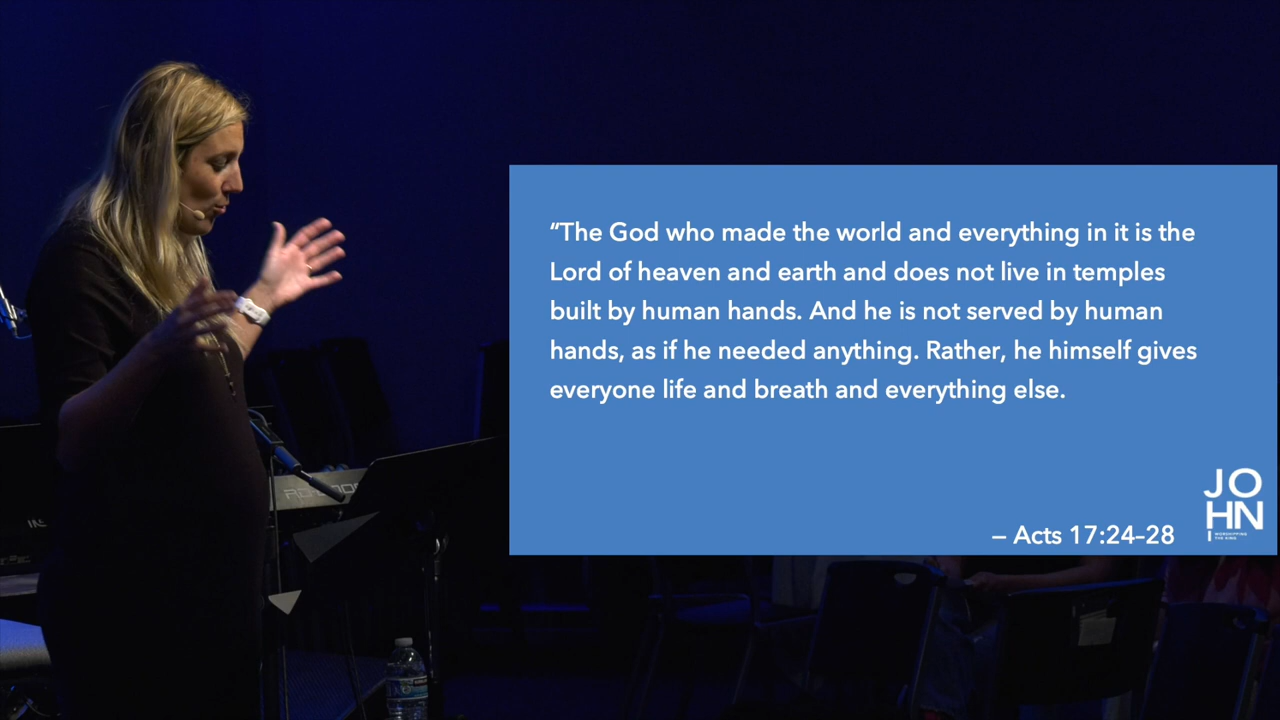 “The God who made the world and everything in it is the
Lord of heaven and earth and does not live in temples
built by human hands. And he is not served by human
hands, as if he needed anything. Rather, he himself gives
everyone life and breath and everything else.
– Acts 17:24–28
JO
HN
WORSHIPPING
THE KING